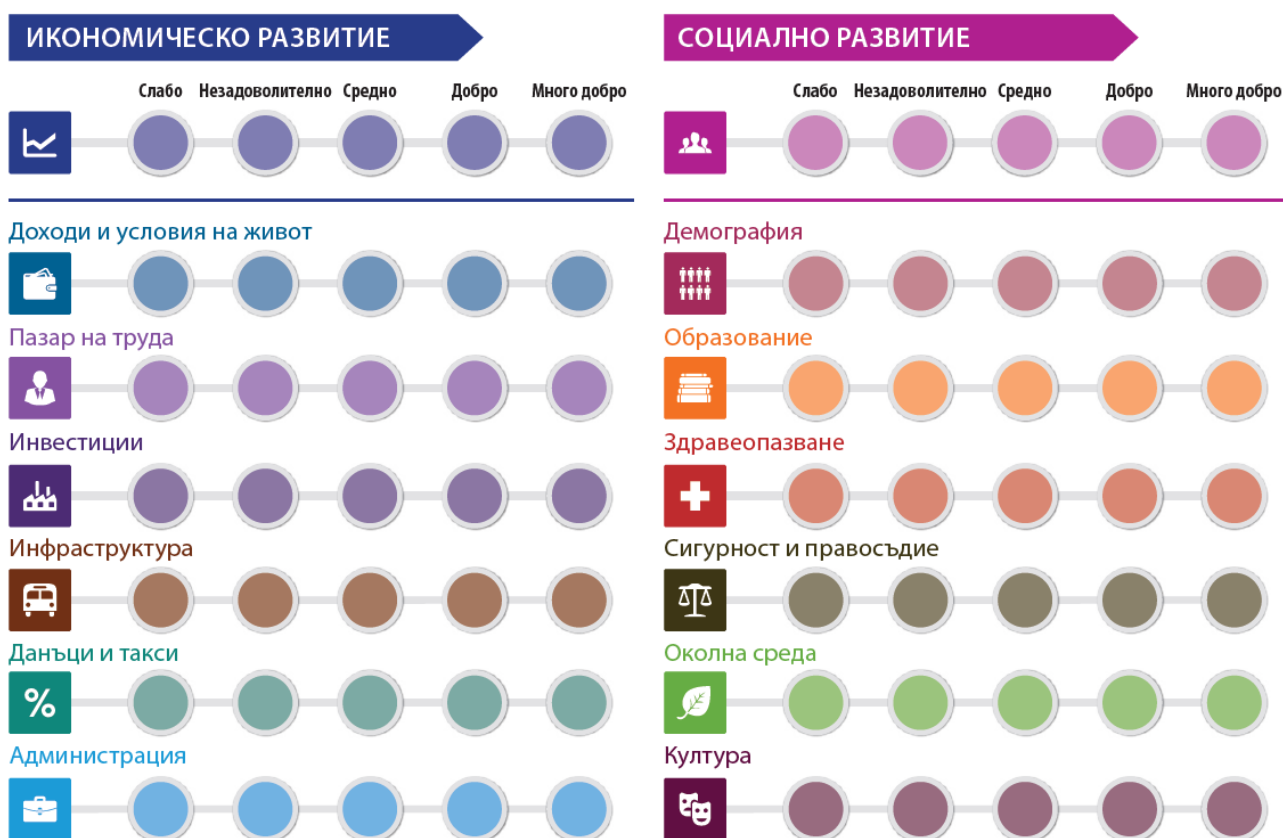 ИКОНОМИЧЕСКО РАЗВИТИЕ
Слабо Незадоволително Средно Добро Много добро
Доходи и условия на живот
Пазар на труда
Инвестиции
Инфраструктура
Данъци и такси
%
Администрация
СОЦИАЛНО РАЗВИТИЕ
Слабо Незадоволително Средно Добро Много добро
Демография
Образование
Здравеопазване
Сигурност и правосъдие
Околна среда
Култура